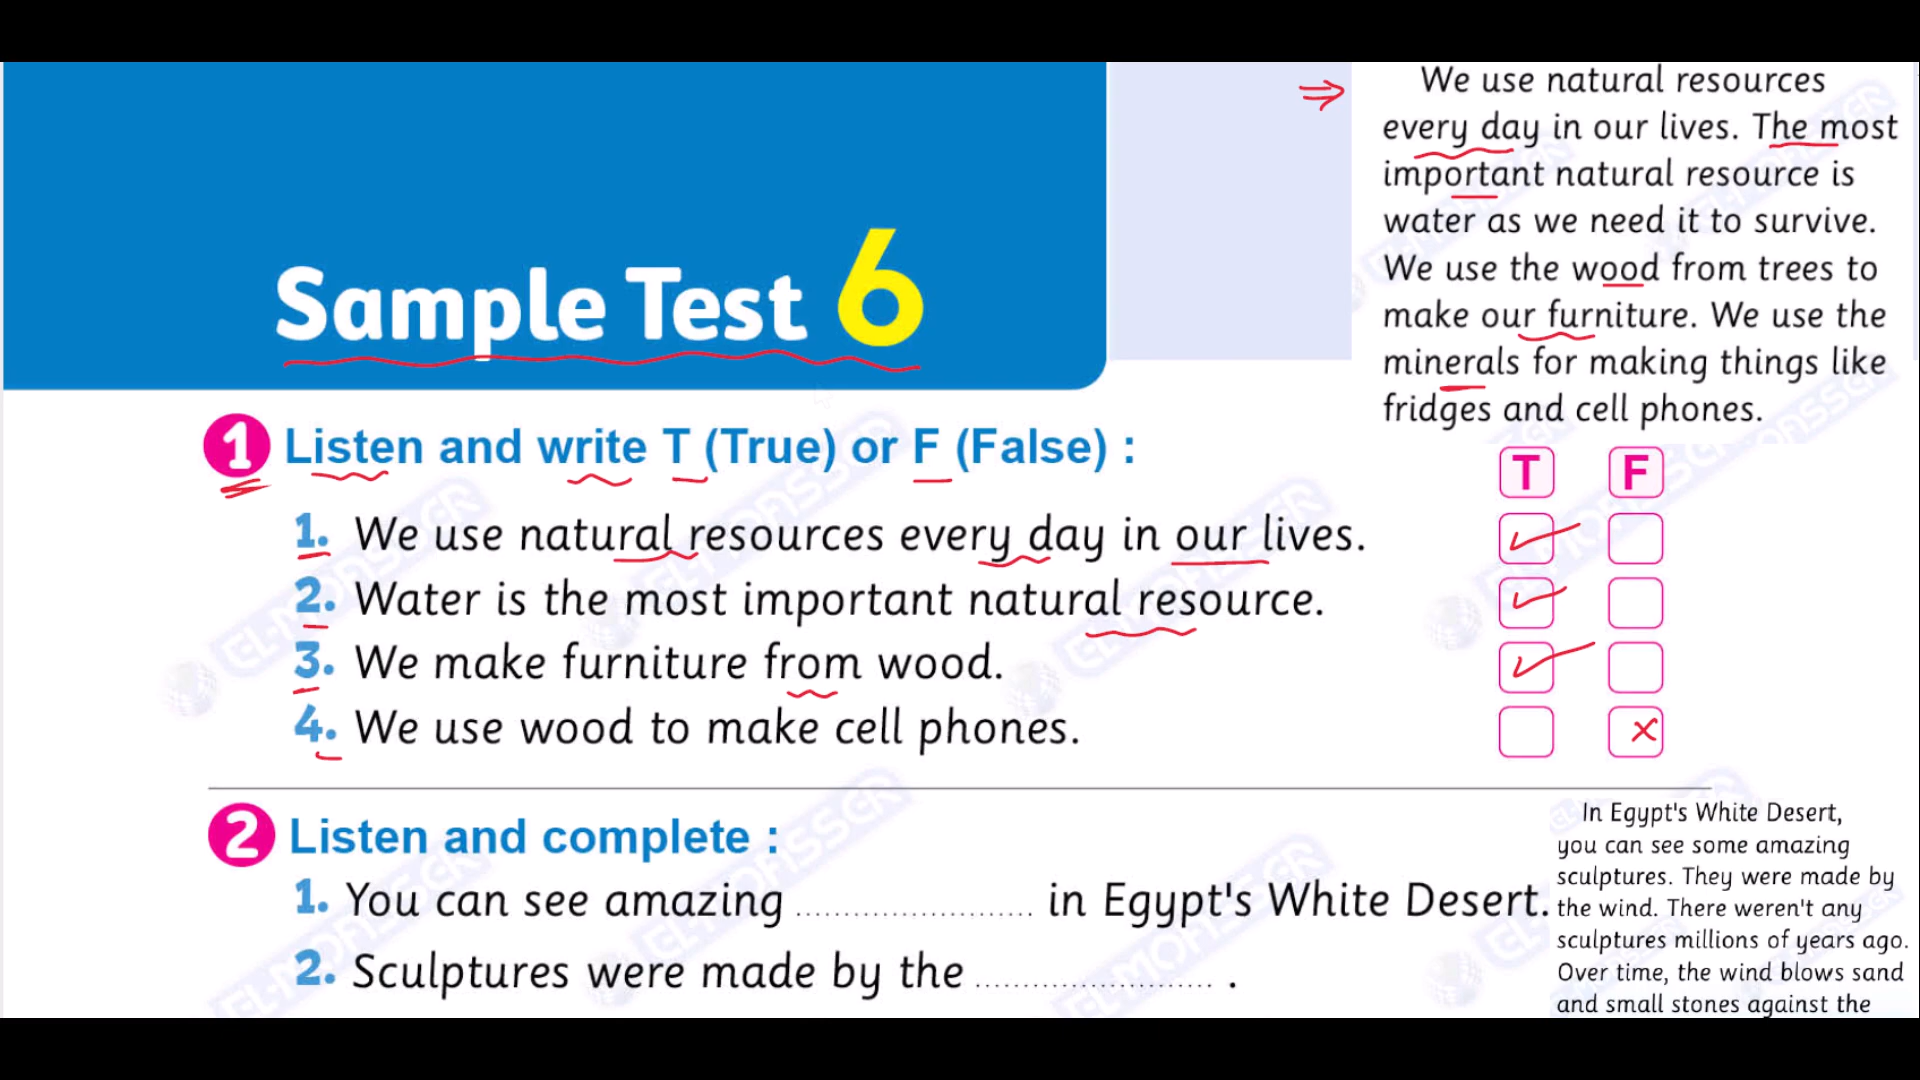 We use natural resources
every day in our lives. The most
important natural resource is
water as we need it to survive.
We use the wood from trees to
make our furniture. We use the
minerals for making things like
fridges and cell phones.
Sample Test 6
1 Listen and write T (True) or F (False) :
T F
1. We use natural resources every day in our lives.
2. Water is the most important natural resource.
3. We make furniture from wood.
4. We use wood to make cell phones.
2 Listen and complete :
1. You can see amazing ........................ in Egypt's White Desert.
2. Sculptures were made by the ........................ .
In Egypt's White Desert,
you can see some amazing
sculptures. They were made by
the wind. There weren't any
sculptures millions of years ago.
Over time, the wind blows sand
and small stones against the